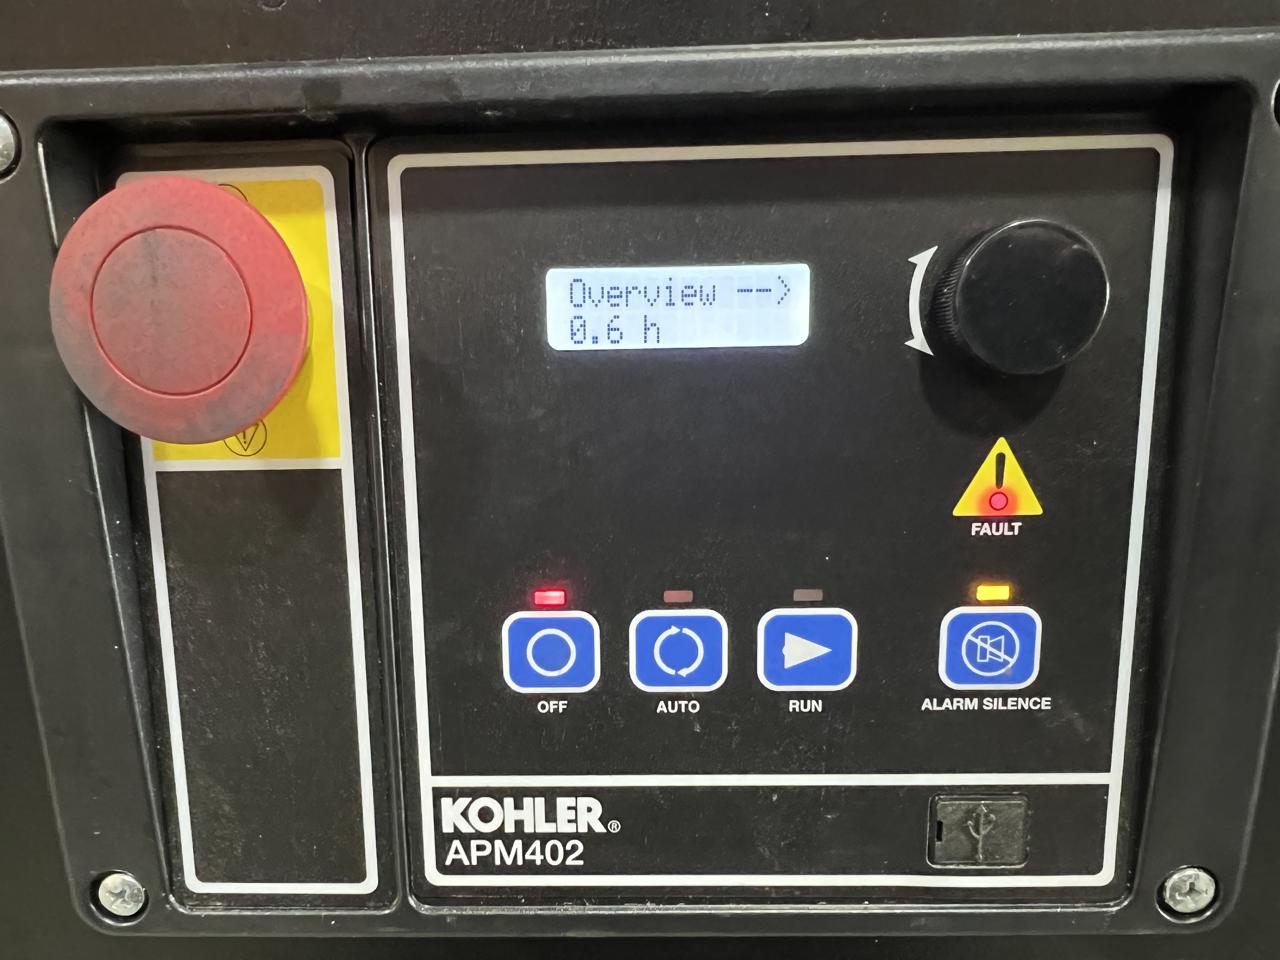 Overview -->
0.6 h
FAULT
OFF
AUTO
RUN
ALARM SILENCE
KOHLER®
APM402